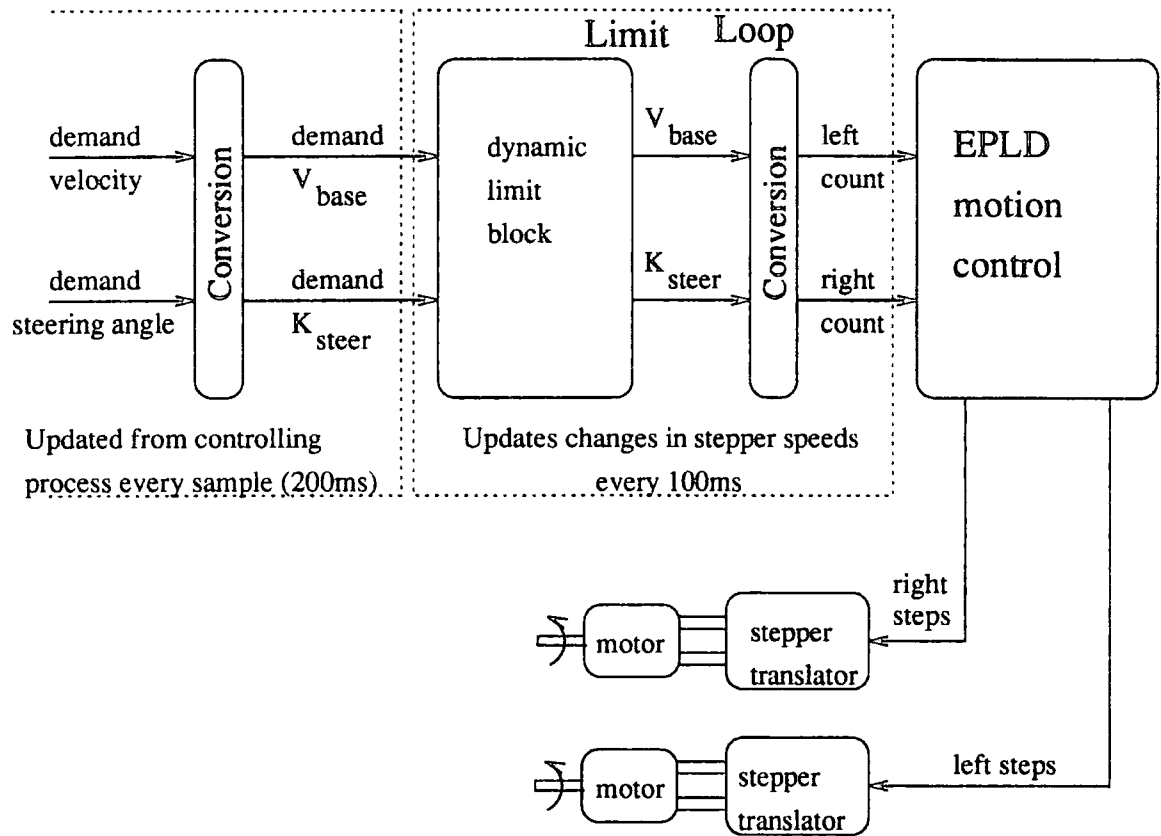 Limit Loop
demand
velocity
demand
steering angle
Conversion
demand
V base
demand
K steer
dynamic
limit
block
V base
K steer
Conversion
left
count
right
count
EPLD
motion
control
Updated from controlling
process every sample (200ms)
Updates changes in stepper speeds
every 100ms
right
steps
motor
stepper
translator
left steps
motor
stepper
translator